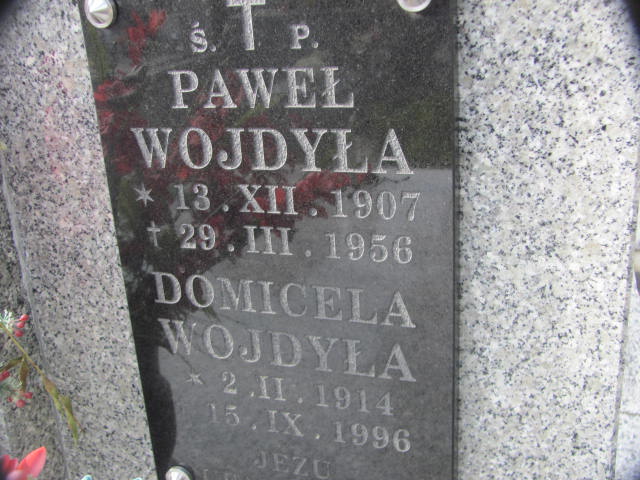 Ś. P.
PAWEŁ
WOJDYŁA
* 13.XII.1907
† 29.III.1956
DOMICELA
WOJDYŁA
* 2.II.1914
15.IX.1996
JEZU